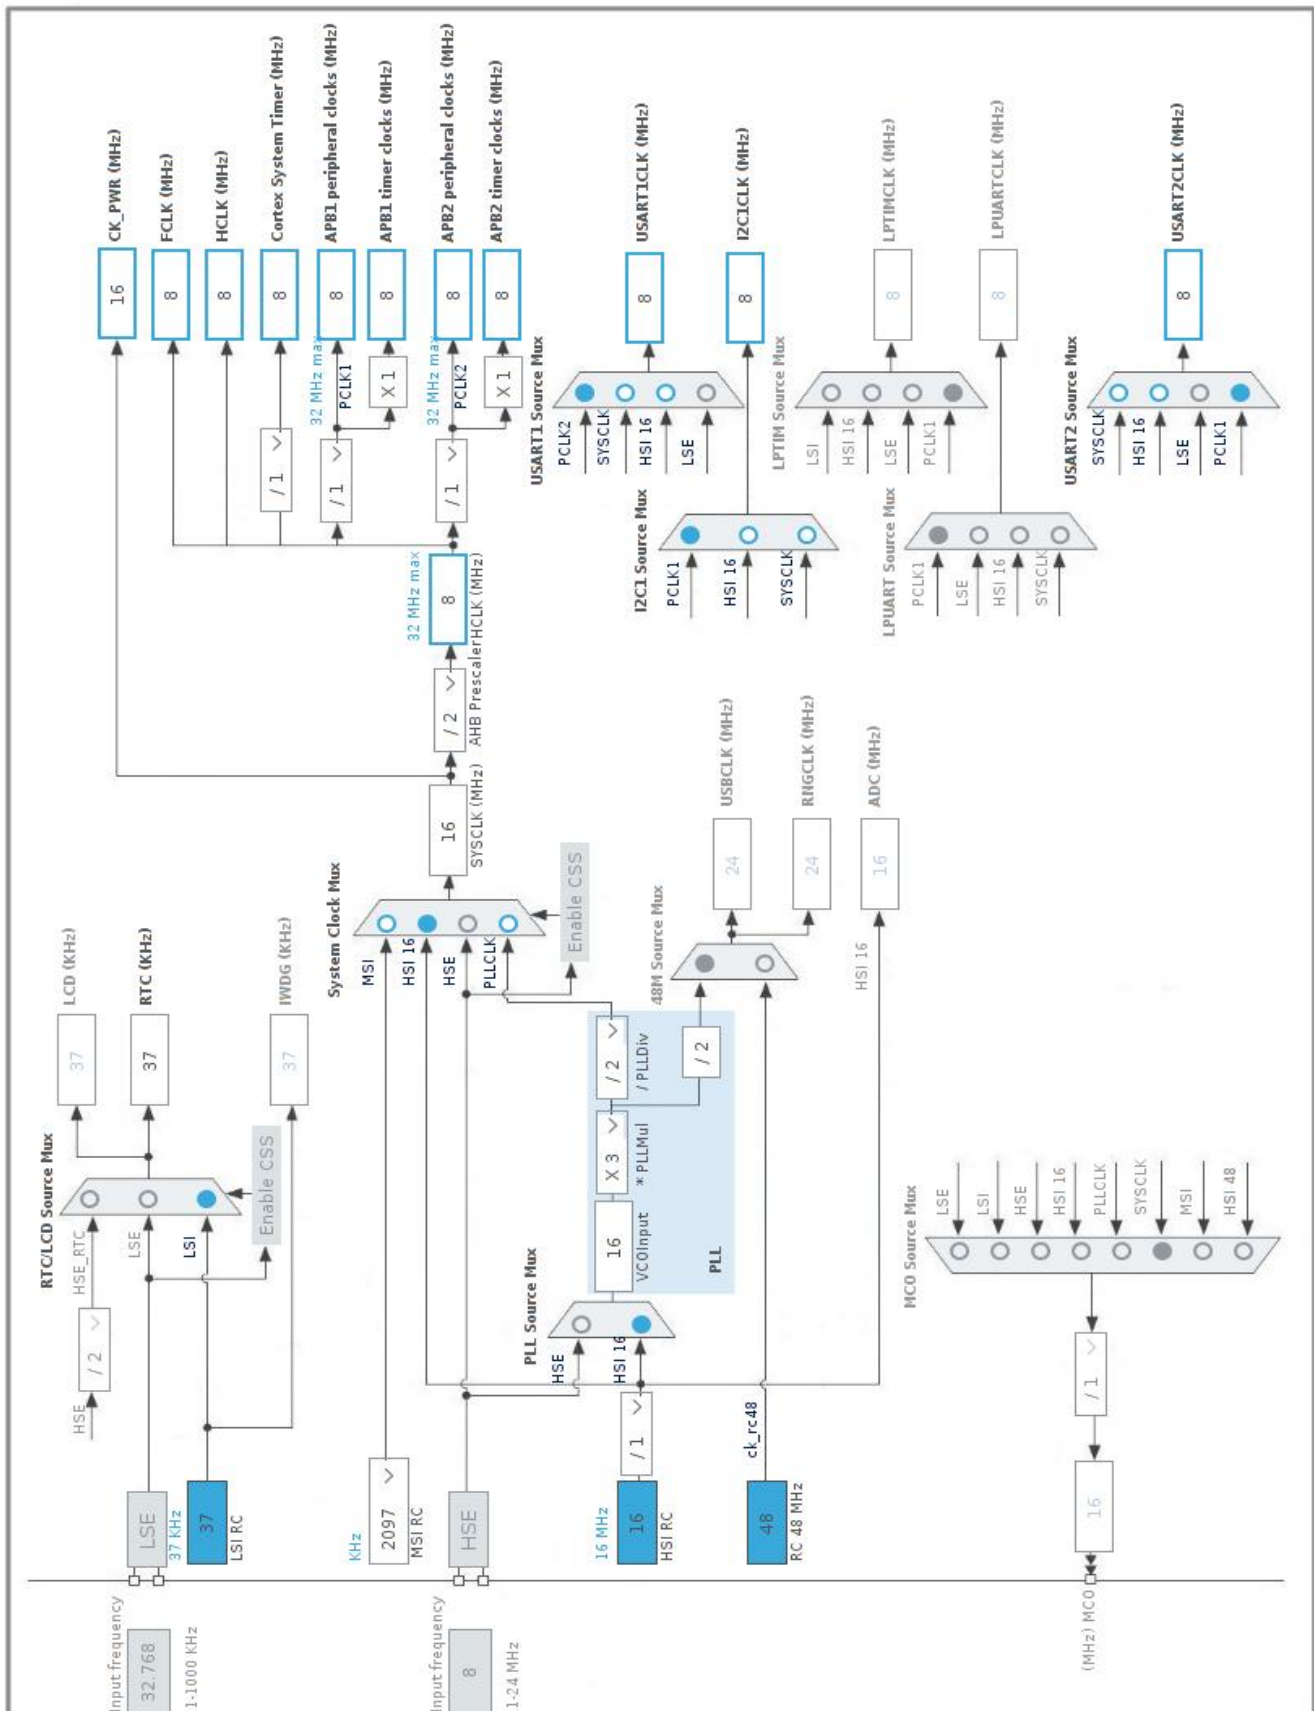 Input frequency
32.768
1-1000 KHz
LSE
37 KHz
37
LSI RC
HSE
/ 2
HSE_RTC
LSE
LSI
RTC/LCD Source Mux
Enable CSS
37
LCD (KHz)
37
RTC (KHz)
37
IWDG (KHz)
Input frequency
8
1-24 MHz
KHz
2097
MSI RC
HSE
16 MHz
16
HSI RC
/ 1
48
RC 48 MHz
ck_rc48
PLL Source Mux
HSE
HSI 16
16
VCOInput
X 3
* PLLMul
/ 2
/ PLLDiv
/ 2
PLL
System Clock Mux
MSI
HSI 16
HSE
PLLCLK
Enable CSS
16
SYSCLK (MHz)
/ 2
AHB Prescaler
32 MHz max
8
HCLK (MHz)
16
CK_PWR (MHz)
8
FCLK (MHz)
8
HCLK (MHz)
/ 1
8
Cortex System Timer (MHz)
/ 1
32 MHz max
PCLK1
8
APB1 peripheral clocks (MHz)
X 1
8
APB1 timer clocks (MHz)
/ 1
32 MHz max
PCLK2
8
APB2 peripheral clocks (MHz)
X 1
8
APB2 timer clocks (MHz)
48M Source Mux
24
USBCLK (MHz)
24
RNGCLK (MHz)
HSI 16
16
ADC (MHz)
USART1 Source Mux
PCLK2
SYSCLK
HSI 16
LSE
8
USART1CLK (MHz)
I2C1 Source Mux
PCLK1
HSI 16
SYSCLK
8
I2C1CLK (MHz)
LPTIM Source Mux
LSI
HSI 16
LSE
PCLK1
8
LPTIMCLK (MHz)
LPUART Source Mux
PCLK1
LSE
HSI 16
SYSCLK
8
LPUARTCLK (MHz)
USART2 Source Mux
SYSCLK
HSI 16
LSE
PCLK1
8
USART2CLK (MHz)
MCO Source Mux
LSE
LSI
HSE
HSI 16
PLLCLK
SYSCLK
MSI
HSI 48
/ 1
16
(MHz) MCO